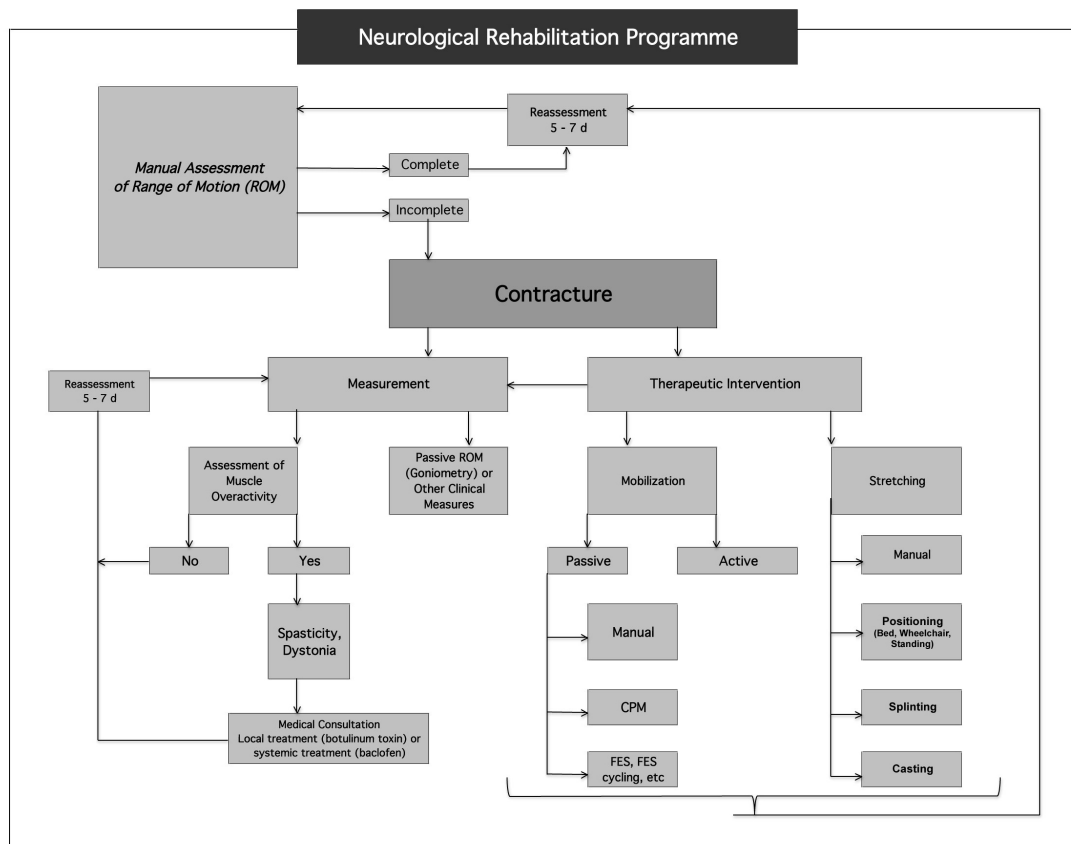 Neurological Rehabilitation Programme
Reassessment
5 - 7 d
Manual Assessment
of Range of Motion (ROM)
Complete
Incomplete
Contracture
Reassessment
5 - 7 d
Measurement
Therapeutic Intervention
Assessment of
Muscle
Overactivity
Passive ROM
(Goniometry) or
Other Clinical
Measures
Mobilization
Stretching
No
Yes
Passive
Active
Manual
Spasticity,
Dystonia
Manual
Positioning
(Bed, Wheelchair,
Standing)
Medical Consultation
Local treatment (botulinum toxin) or
systemic treatment (baclofen)
CPM
Splinting
FES, FES
cycling, etc
Casting